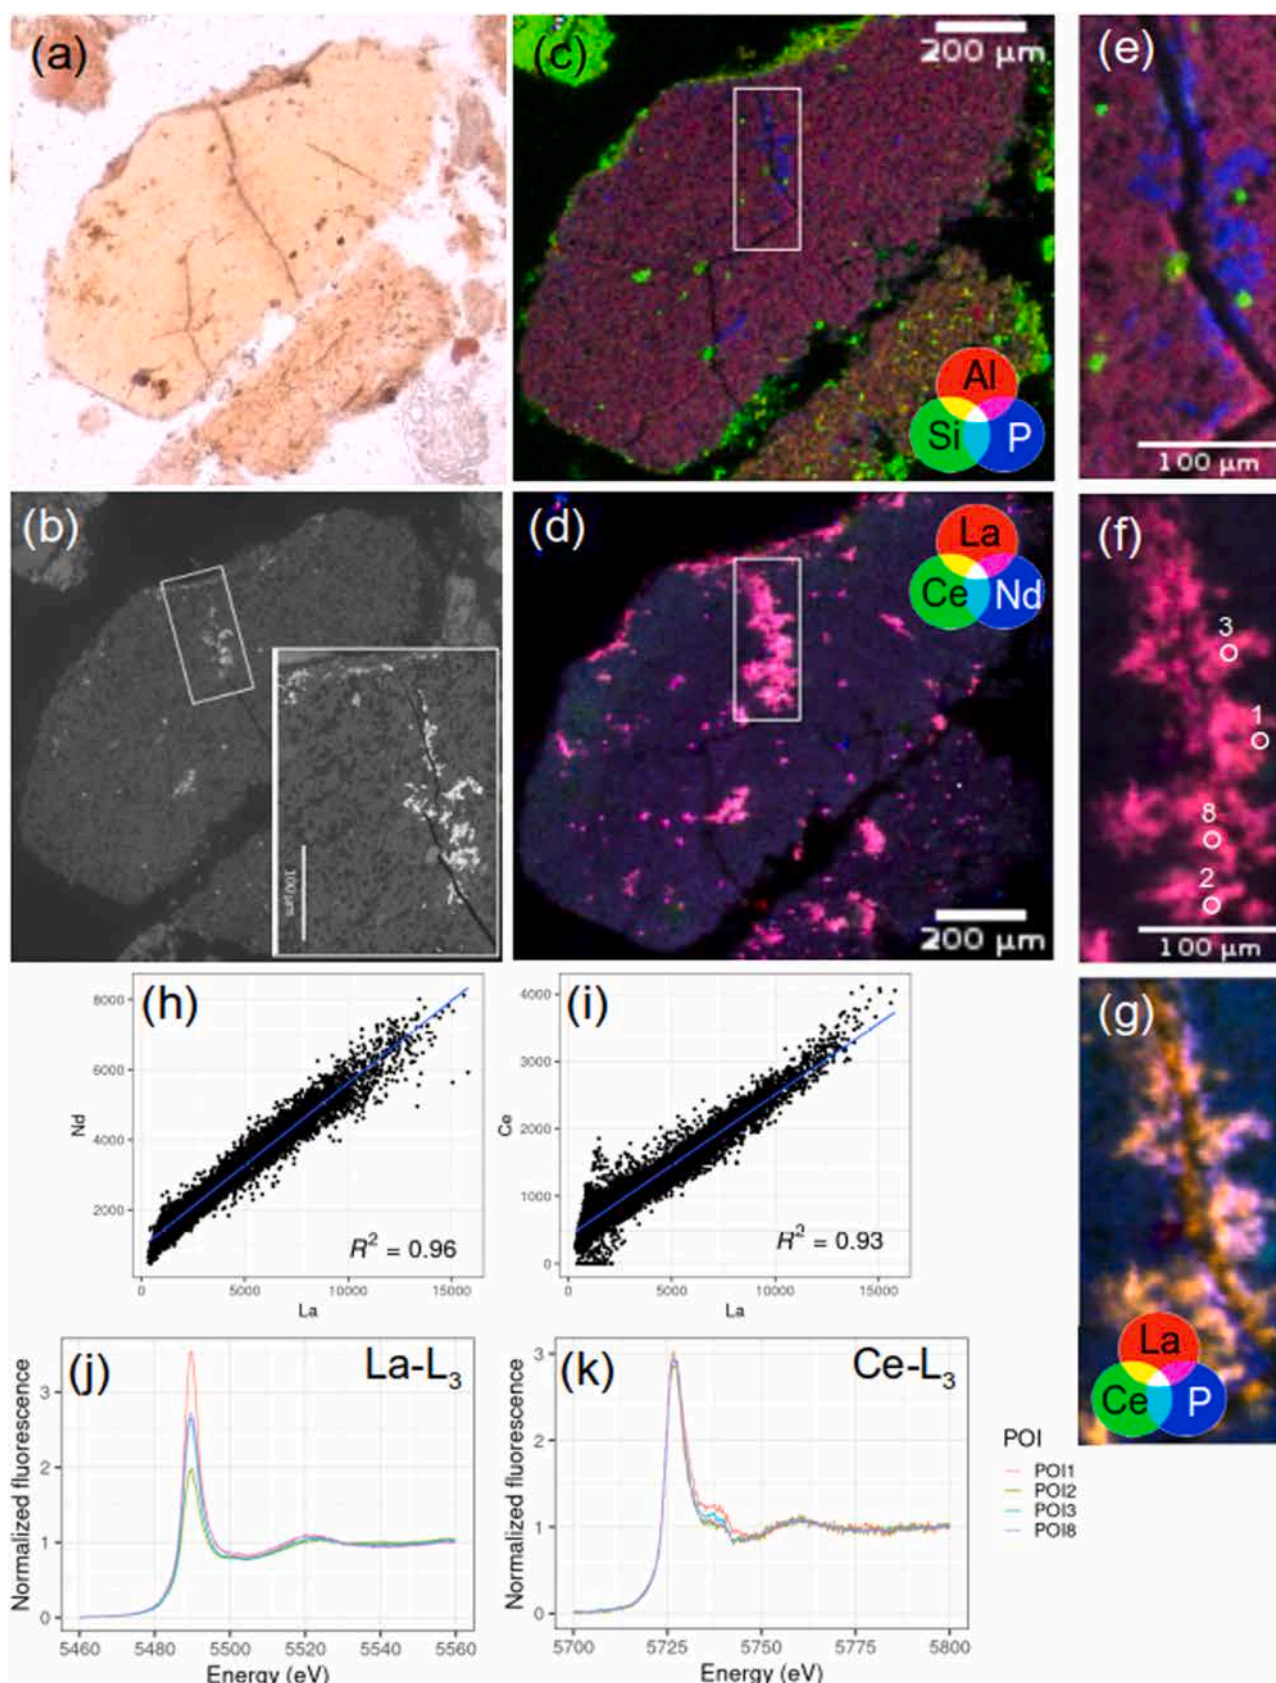 (a)
(c)
200 μm
Al
Si
P
(e)
100 μm
(b)
100 μm
(d)
La
Ce
Nd
200 μm
(f)
3
1
8
2
100 μm
(h)
8000
6000
4000
2000
Nd
R² = 0.96
0
5000
10000
15000
La
(i)
4000
3000
2000
1000
0
Ce
R² = 0.93
0
5000
10000
15000
La
(g)
La
Ce
P
(j)
La-L₃
3
2
1
0
Normalized fluorescence
5460
5480
5500
5520
5540
5560
Energy (eV)
(k)
Ce-L₃
3
2
1
0
Normalized fluorescence
5700
5725
5750
5775
5800
Energy (eV)
POI
POI1
POI2
POI3
POI8